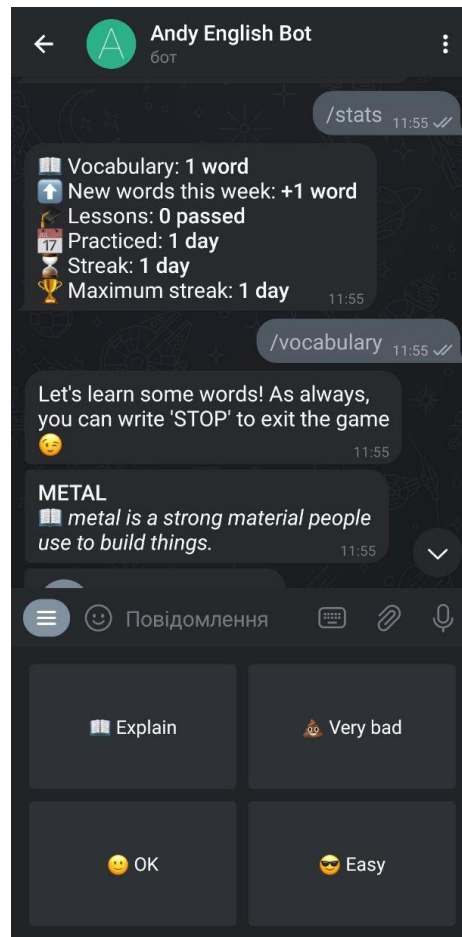 Andy English Bot
бот
/stats 11:55
📖 Vocabulary: 1 word
⬆️ New words this week: +1 word
🎓 Lessons: 0 passed
📅 Practiced: 1 day
⏳ Streak: 1 day
🏆 Maximum streak: 1 day 11:55
/vocabulary 11:55
Let's learn some words! As always,
you can write 'STOP' to exit the game
😉 11:55
METAL
📖 metal is a strong material people
use to build things. 11:55
Повідомлення
📖 Explain
💩 Very bad
🙂 OK
😎 Easy